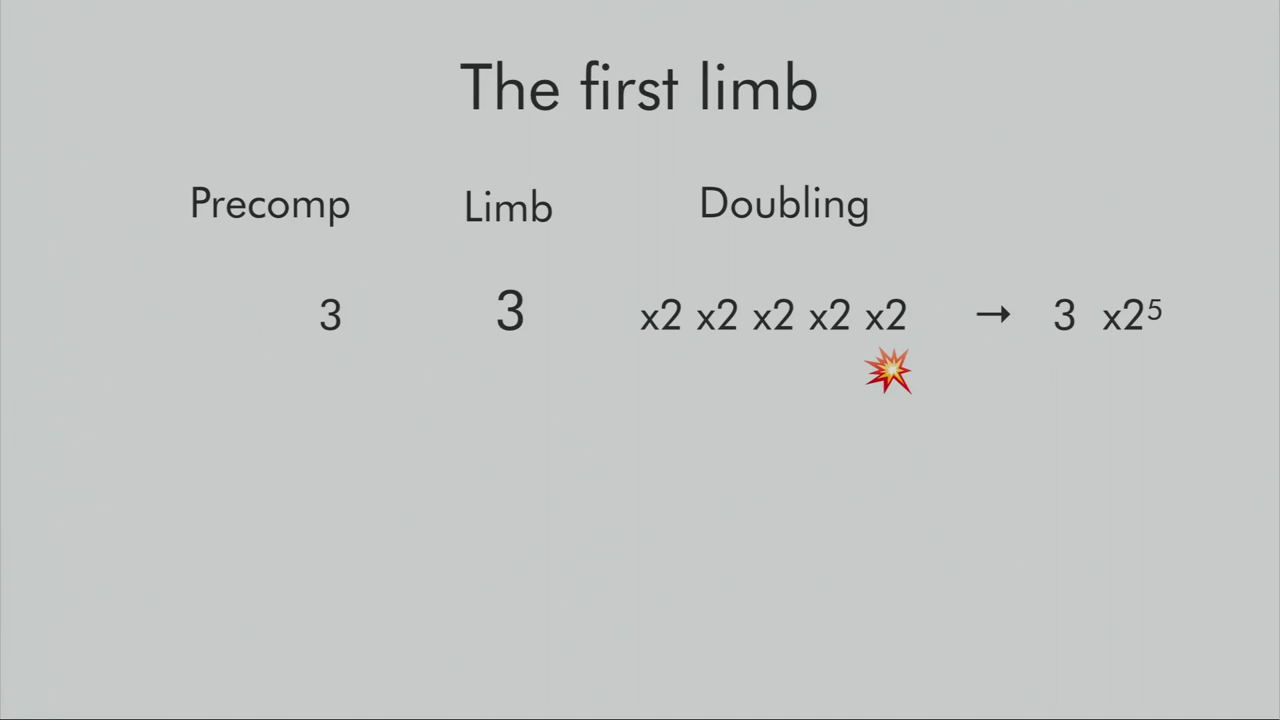 The first limb
Precomp Limb Doubling
3 3 x2 x2 x2 x2 x2 → 3 x2⁵